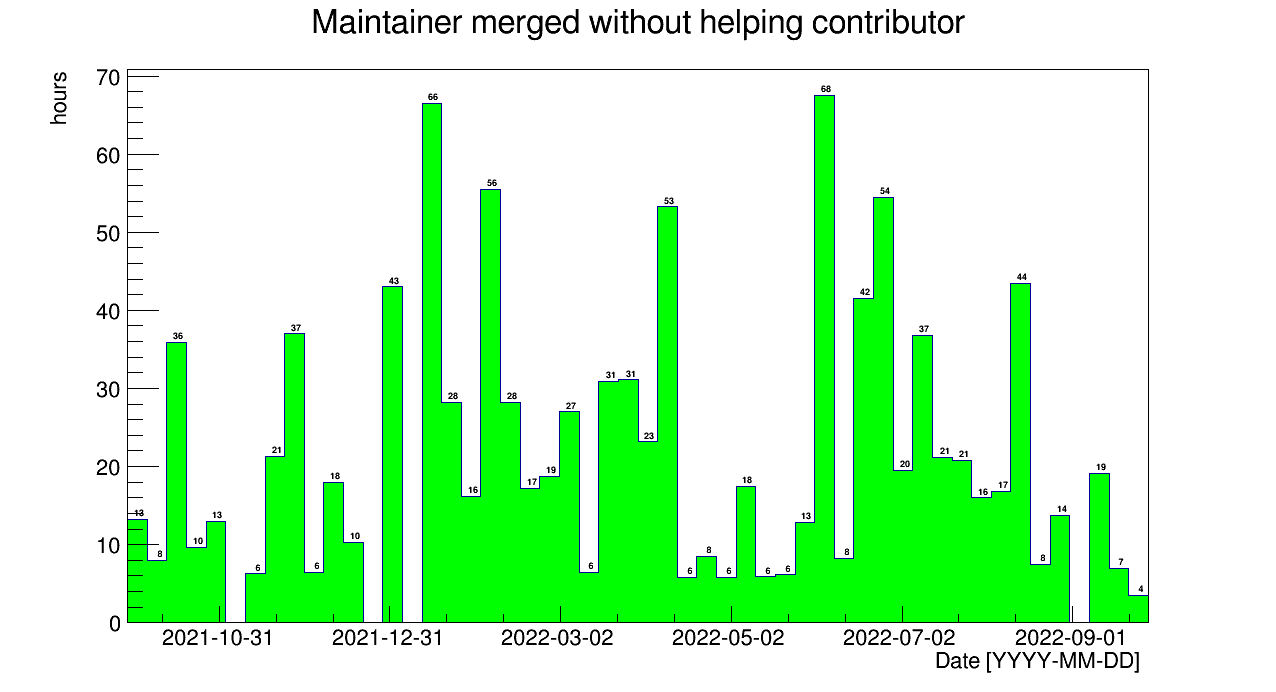 Maintainer merged without helping contributor
hours
70
60
50
40
30
20
10
0
13 8 36 10 13 6 21 37 6 18 10 43 66 28 16 56 28 17 19 27 6 31 31 23 53 6 8 6 18 6 6 13 68 8 42 54 20 37 21 21 16 17 44 8 14 19 7 4
2021-10-31 2021-12-31 2022-03-02 2022-05-02 2022-07-02 2022-09-01
Date [YYYY-MM-DD]